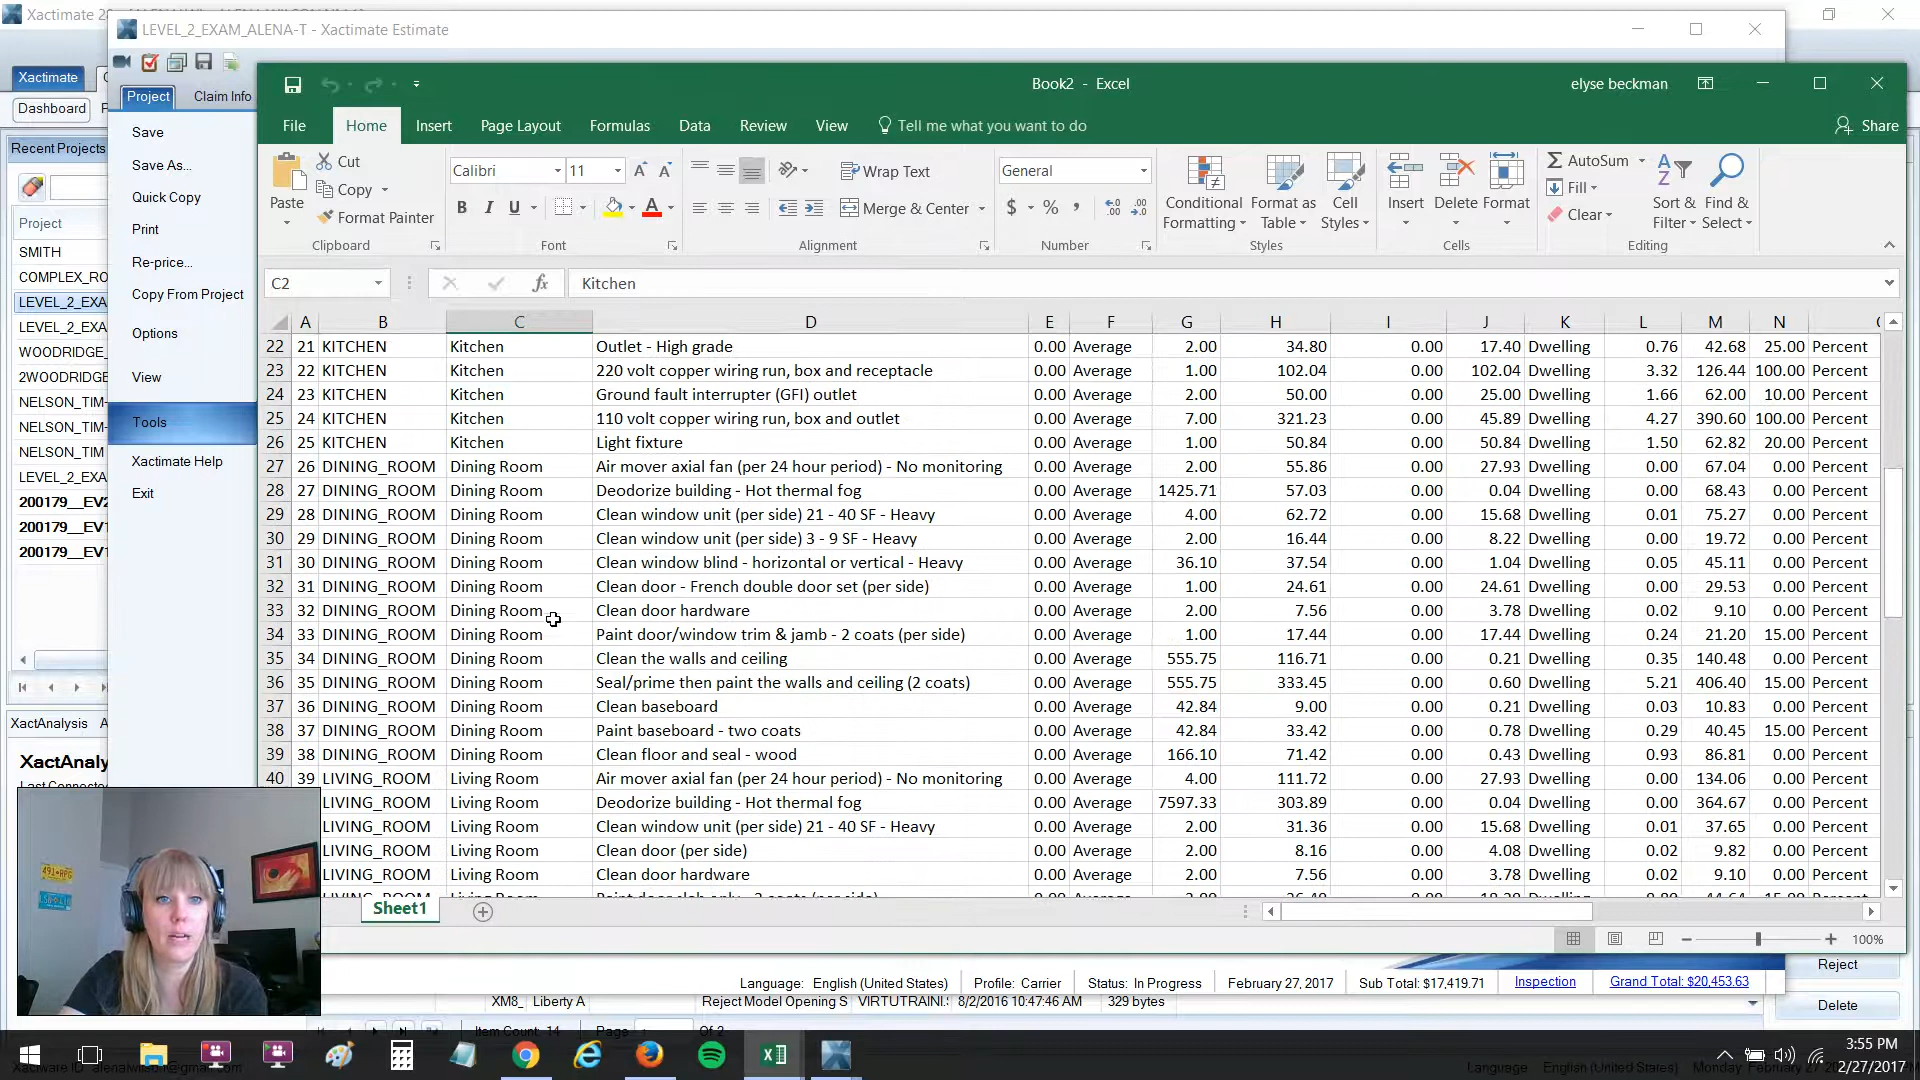 Xactimate
LEVEL_2_EXAM_ALENA-T - Xactimate Estimate
Book2 - Excel
elyse beckman
Xactimate
Project
Claim Info
File
Home
Insert
Page Layout
Formulas
Data
Review
View
Tell me what you want to do
Share
Dashboard
Recent Projects
Project
SMITH
COMPLEX_RO
LEVEL_2_EXA
LEVEL_2_EXA
WOODRIDGE_
2WOODRIDGE
NELSON_TIM-
NELSON_TIM-
NELSON_TIM
LEVEL_2_EXA
200179__EV2
200179__EV1
200179__EV1
XactAnalysis
XactAnaly
Save
Save As...
Quick Copy
Print
Re-price...
Copy From Project
Options
View
Tools
Xactimate Help
Exit
Paste
Cut
Copy
Format Painter
Clipboard
Calibri
11
B I U
A
Font
Wrap Text
Merge & Center
Alignment
General
$ % ,
Number
Conditional Formatting
Format as Table
Cell Styles
Styles
Insert
Delete
Format
Cells
AutoSum
Fill
Clear
Sort & Filter
Find & Select
Editing
C2
fx
Kitchen
A B C D E F G H I J K L M N
22 21 KITCHEN Kitchen Outlet - High grade 0.00 Average 2.00 34.80 0.00 17.40 Dwelling 0.76 42.68 25.00 Percent
23 22 KITCHEN Kitchen 220 volt copper wiring run, box and receptacle 0.00 Average 1.00 102.04 0.00 102.04 Dwelling 3.32 126.44 100.00 Percent
24 23 KITCHEN Kitchen Ground fault interrupter (GFI) outlet 0.00 Average 2.00 50.00 0.00 25.00 Dwelling 1.66 62.00 10.00 Percent
25 24 KITCHEN Kitchen 110 volt copper wiring run, box and outlet 0.00 Average 7.00 321.23 0.00 45.89 Dwelling 4.27 390.60 100.00 Percent
26 25 KITCHEN Kitchen Light fixture 0.00 Average 1.00 50.84 0.00 50.84 Dwelling 1.50 62.82 20.00 Percent
27 26 DINING_ROOM Dining Room Air mover axial fan (per 24 hour period) - No monitoring 0.00 Average 2.00 55.86 0.00 27.93 Dwelling 0.00 67.04 0.00 Percent
28 27 DINING_ROOM Dining Room Deodorize building - Hot thermal fog 0.00 Average 1425.71 57.03 0.00 0.04 Dwelling 0.00 68.43 0.00 Percent
29 28 DINING_ROOM Dining Room Clean window unit (per side) 21 - 40 SF - Heavy 0.00 Average 4.00 62.72 0.00 15.68 Dwelling 0.01 75.27 0.00 Percent
30 29 DINING_ROOM Dining Room Clean window unit (per side) 3 - 9 SF - Heavy 0.00 Average 2.00 16.44 0.00 8.22 Dwelling 0.00 19.72 0.00 Percent
31 30 DINING_ROOM Dining Room Clean window blind - horizontal or vertical - Heavy 0.00 Average 36.10 37.54 0.00 1.04 Dwelling 0.05 45.11 0.00 Percent
32 31 DINING_ROOM Dining Room Clean door - French double door set (per side) 0.00 Average 1.00 24.61 0.00 24.61 Dwelling 0.00 29.53 0.00 Percent
33 32 DINING_ROOM Dining Room Clean door hardware 0.00 Average 2.00 7.56 0.00 3.78 Dwelling 0.02 9.10 0.00 Percent
34 33 DINING_ROOM Dining Room Paint door/window trim & jamb - 2 coats (per side) 0.00 Average 1.00 17.44 0.00 17.44 Dwelling 0.24 21.20 15.00 Percent
35 34 DINING_ROOM Dining Room Clean the walls and ceiling 0.00 Average 555.75 116.71 0.00 0.21 Dwelling 0.35 140.48 0.00 Percent
36 35 DINING_ROOM Dining Room Seal/prime then paint the walls and ceiling (2 coats) 0.00 Average 555.75 333.45 0.00 0.60 Dwelling 5.21 406.40 15.00 Percent
37 36 DINING_ROOM Dining Room Clean baseboard 0.00 Average 42.84 9.00 0.00 0.21 Dwelling 0.03 10.83 0.00 Percent
38 37 DINING_ROOM Dining Room Paint baseboard - two coats 0.00 Average 42.84 33.42 0.00 0.78 Dwelling 0.29 40.45 15.00 Percent
39 38 DINING_ROOM Dining Room Clean floor and seal - wood 0.00 Average 166.10 71.42 0.00 0.43 Dwelling 0.93 86.81 0.00 Percent
40 39 LIVING_ROOM Living Room Air mover axial fan (per 24 hour period) - No monitoring 0.00 Average 4.00 111.72 0.00 27.93 Dwelling 0.00 134.06 0.00 Percent
LIVING_ROOM Living Room Deodorize building - Hot thermal fog 0.00 Average 7597.33 303.89 0.00 0.04 Dwelling 0.00 364.67 0.00 Percent
LIVING_ROOM Living Room Clean window unit (per side) 21 - 40 SF - Heavy 0.00 Average 2.00 31.36 0.00 15.68 Dwelling 0.01 37.65 0.00 Percent
LIVING_ROOM Living Room Clean door (per side) 0.00 Average 2.00 8.16 0.00 4.08 Dwelling 0.02 9.82 0.00 Percent
LIVING_ROOM Living Room Clean door hardware 0.00 Average 2.00 7.56 0.00 3.78 Dwelling 0.02 9.10 0.00 Percent
Sheet1
100%
Language: English (United States)
Profile: Carrier
Status: In Progress
February 27, 2017
Sub Total: $17,419.71
Inspection
Grand Total: $20,453.63
Reject
Delete
XM8_ Liberty A
Reject Model Opening S
VIRTUTRAINI.
8/2/2016 10:47:46 AM
329 bytes
Item Count: 14
Page
Of 2
3:55 PM
2/27/2017